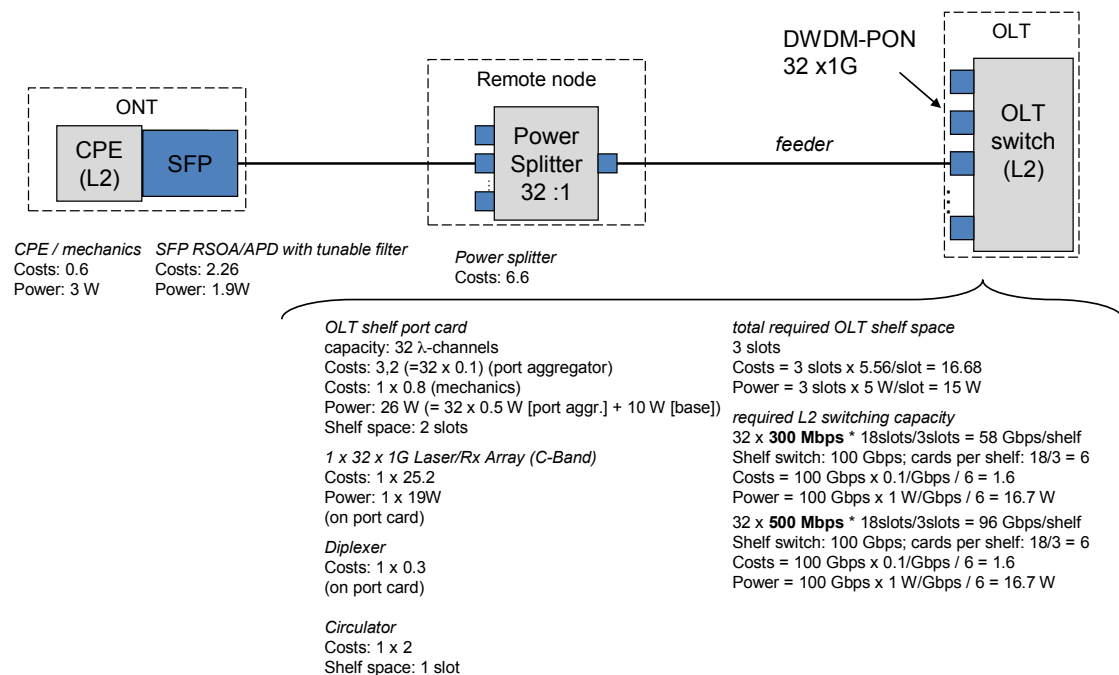 OLT
DWDM-PON
32 x1G
Remote node
ONT
CPE
(L2)
SFP
Power
Splitter
32 :1
feeder
OLT
switch
(L2)
CPE / mechanics
Costs: 0.6
Power: 3 W
SFP RSOA/APD with tunable filter
Costs: 2.26
Power: 1.9W
Power splitter
Costs: 6.6
OLT shelf port card
capacity: 32 λ-channels
Costs: 3,2 (=32 x 0.1) (port aggregator)
Costs: 1 x 0.8 (mechanics)
Power: 26 W (= 32 x 0.5 W [port aggr.] + 10 W [base])
Shelf space: 2 slots
1 x 32 x 1G Laser/Rx Array (C-Band)
Costs: 1 x 25.2
Power: 1 x 19W
(on port card)
Diplexer
Costs: 1 x 0.3
(on port card)
Circulator
Costs: 1 x 2
Shelf space: 1 slot
total required OLT shelf space
3 slots
Costs = 3 slots x 5.56/slot = 16.68
Power = 3 slots x 5 W/slot = 15 W
required L2 switching capacity
32 x 300 Mbps * 18slots/3slots = 58 Gbps/shelf
Shelf switch: 100 Gbps; cards per shelf: 18/3 = 6
Costs = 100 Gbps x 0.1/Gbps / 6 = 1.6
Power = 100 Gbps x 1 W/Gbps / 6 = 16.7 W
32 x 500 Mbps * 18slots/3slots = 96 Gbps/shelf
Shelf switch: 100 Gbps; cards per shelf: 18/3 = 6
Costs = 100 Gbps x 0.1/Gbps / 6 = 1.6
Power = 100 Gbps x 1 W/Gbps / 6 = 16.7 W